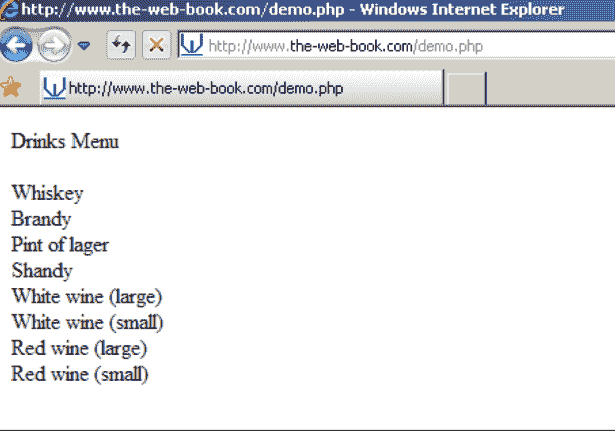 http://www.the-web-book.com/demo.php - Windows Internet Explorer
http://www.the-web-book.com/demo.php
http://www.the-web-book.com/demo.php
Drinks Menu
Whiskey
Brandy
Pint of lager
Shandy
White wine (large)
White wine (small)
Red wine (large)
Red wine (small)